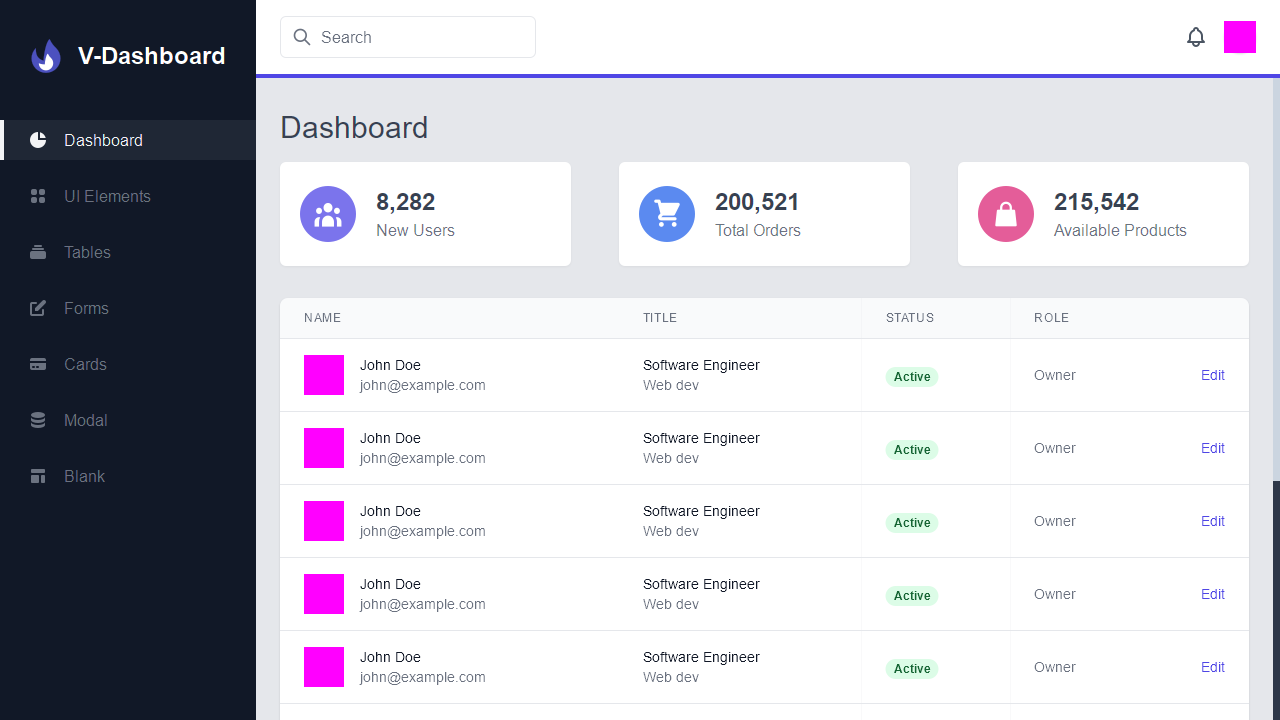 V-Dashboard
Search
Dashboard
UI Elements
Tables
Forms
Cards
Modal
Blank
Dashboard
8,282
New Users
200,521
Total Orders
215,542
Available Products
NAME TITLE STATUS ROLE
John Doe Software Engineer
john@example.com Web dev Active Owner Edit
John Doe Software Engineer
john@example.com Web dev Active Owner Edit
John Doe Software Engineer
john@example.com Web dev Active Owner Edit
John Doe Software Engineer
john@example.com Web dev Active Owner Edit
John Doe Software Engineer
john@example.com Web dev Active Owner Edit